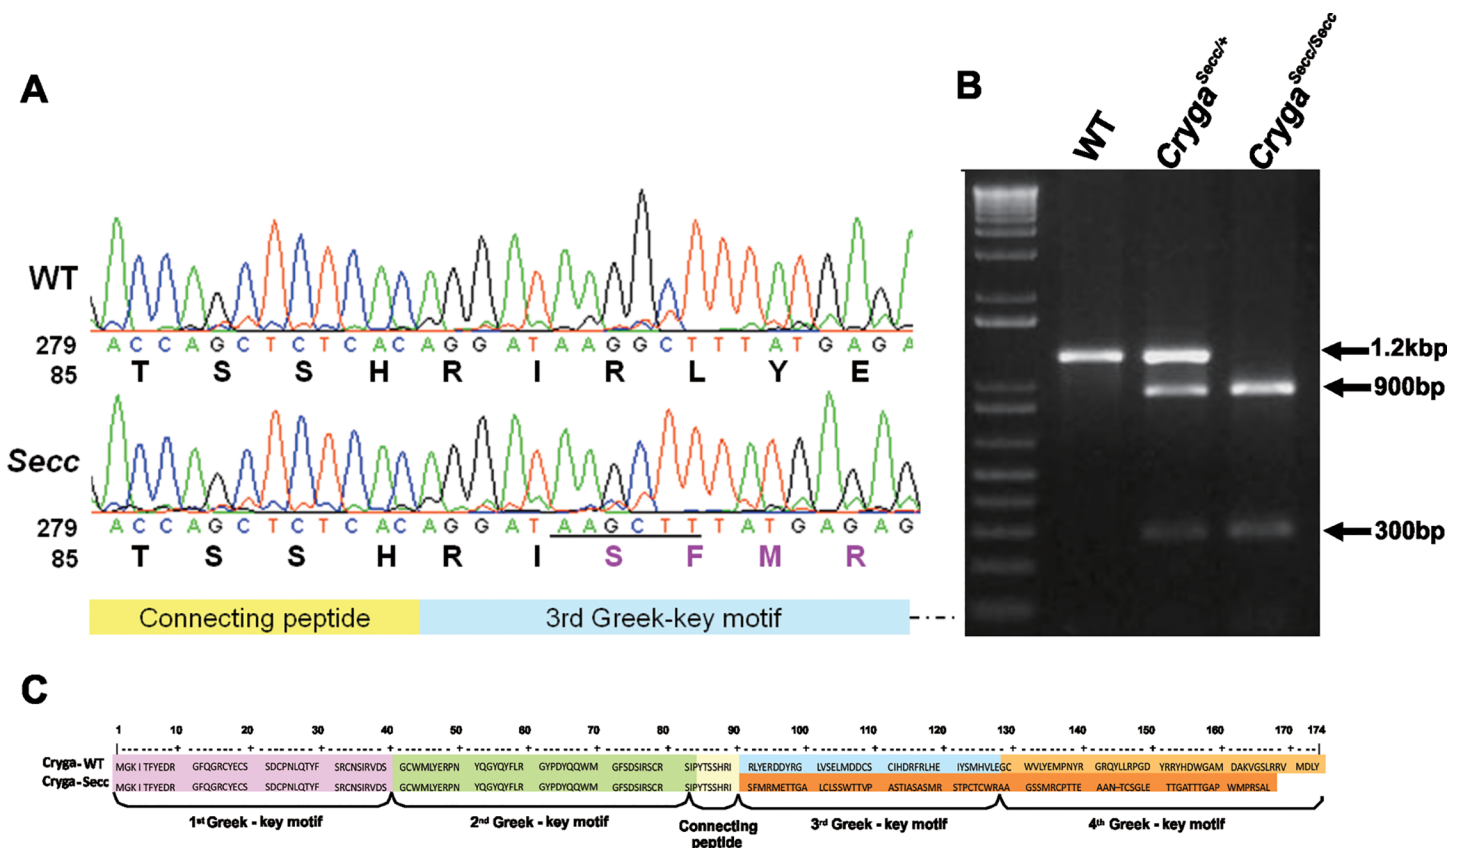 A
WT
279 A C C A G C T C T C A C A G G A T A A G G C T T T A T G A G A
85 T S S H R I R L Y E
Secc
279 A C C A G C T C T C A C A G G A T A A G C T T T A T G A G A G
85 T S S H R I S F M R
Connecting peptide 3rd Greek-key motif
B
WT Cryga Secc/+ Cryga Secc/Secc
1.2kbp
900bp
300bp
C
1 10 20 30 40 50 60 70 80 90 100 110 120 130 140 150 160 170 174
Cryga-WT MGKITFYEDR GFQGRCYECS SDCPNLQTYF SRCNSIRVDS GCWMLYERPN YQGYQYFLR GYPDYQQWM GFSDSIRSCR SIPYTSSHRI RLYERDDYRG LVSELMDDCS CIHDRFRLHE IYSMHVLEGC WVLYEMPNYR GRQYLLRPGD YRRYHDWGAM DAKVGSLRRV MDLY
Cryga-Secc MGKITFYEDR GFQGRCYECS SDCPNLQTYF SRCNSIRVDS GCWMLYERPN YQGYQYFLR GYPDYQQWM GFSDSIRSCR SIPYTSSHRI SFMRMETTGA LCLSSWTTVP ASTIASASMR STPCTCWRAA GSSMRCPTTE AAN-TCSGLE TTGATTTGAP WMPRSAL
1st Greek - key motif 2nd Greek - key motif Connecting peptide 3rd Greek - key motif 4th Greek - key motif